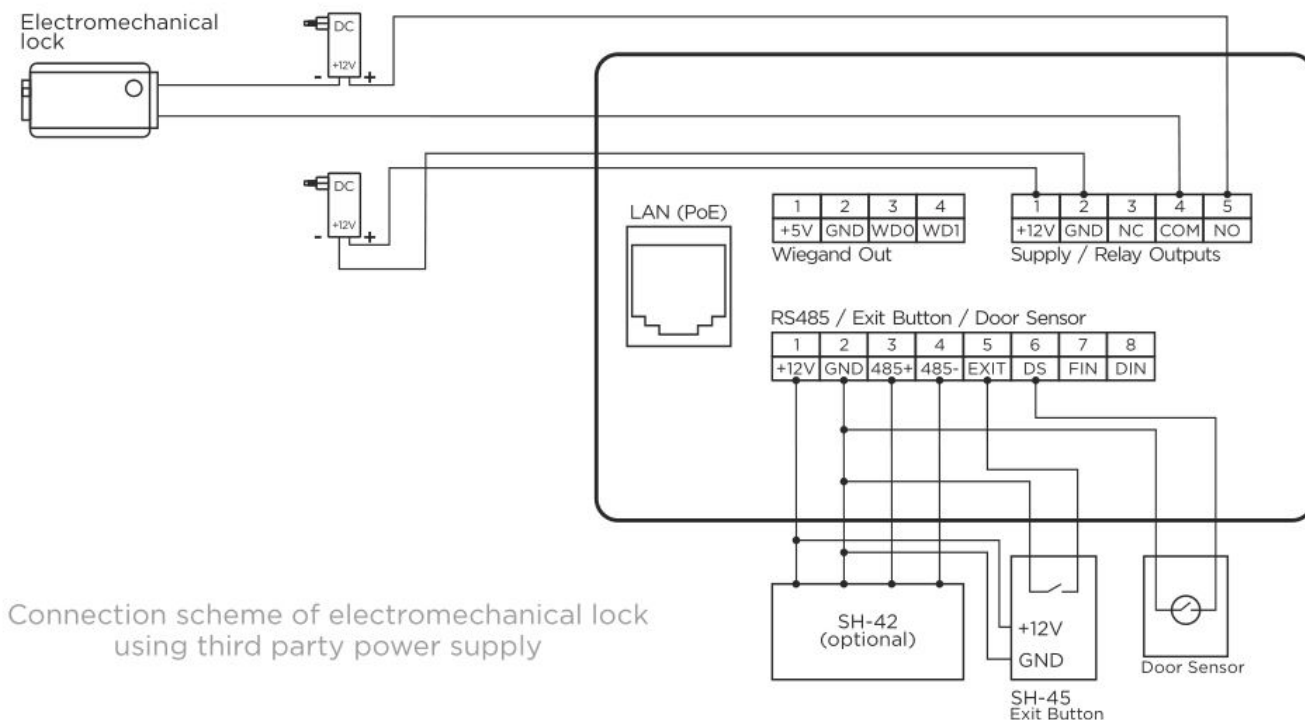 Electromechanical
lock
DC
+12V
- +
DC
+12V
- +
LAN (PoE)
1 2 3 4
+5V GND WD0 WD1
Wiegand Out
1 2 3 4 5
+12V GND NC COM NO
Supply / Relay Outputs
RS485 / Exit Button / Door Sensor
1 2 3 4 5 6 7 8
+12V GND 485+ 485- EXIT DS FIN DIN
SH-42
(optional)
+12V
GND
SH-45
Exit Button
Door Sensor
Connection scheme of electromechanical lock
using third party power supply